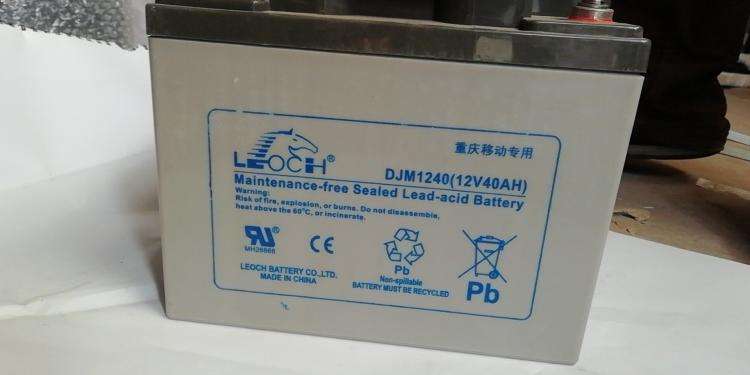 重庆移动专用
LEOCH®
DJM1240(12V40AH)
Maintenance-free Sealed Lead-acid Battery
Warning:
Risk of fire, explosion, or burns. Do not disassemble,
heat above the 60℃, or incinerate.
MH28866
CE
Pb
Non-spillable
BATTERY MUST BE RECYCLED
Pb
LEOCH BATTERY CO.,LTD.
MADE IN CHINA